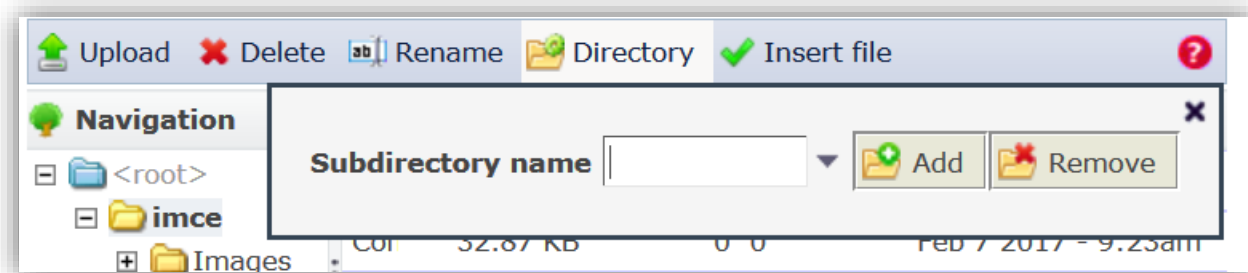 Upload Delete Rename Directory Insert file
Navigation
Subdirectory name Add Remove
<root>
imce
32.87 KB 0 0 Feb 7 2017 - 9:23am
Images